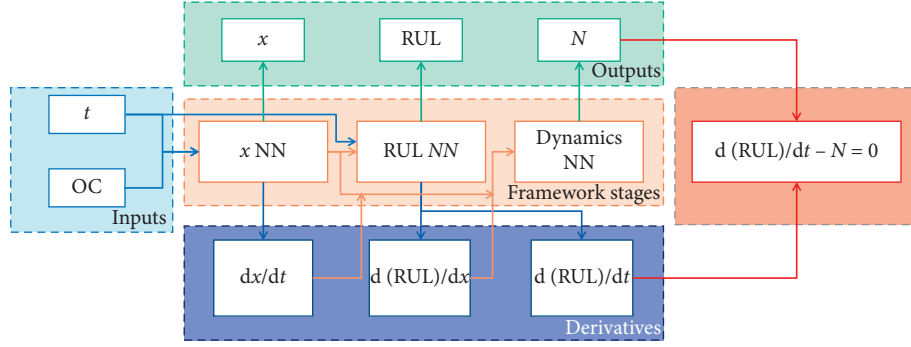 x
RUL
N
Outputs
t
OC
Inputs
x NN
RUL NN
Dynamics
NN
Framework stages
d (RUL)/dt – N = 0
dx/dt
d (RUL)/dx
d (RUL)/dt
Derivatives